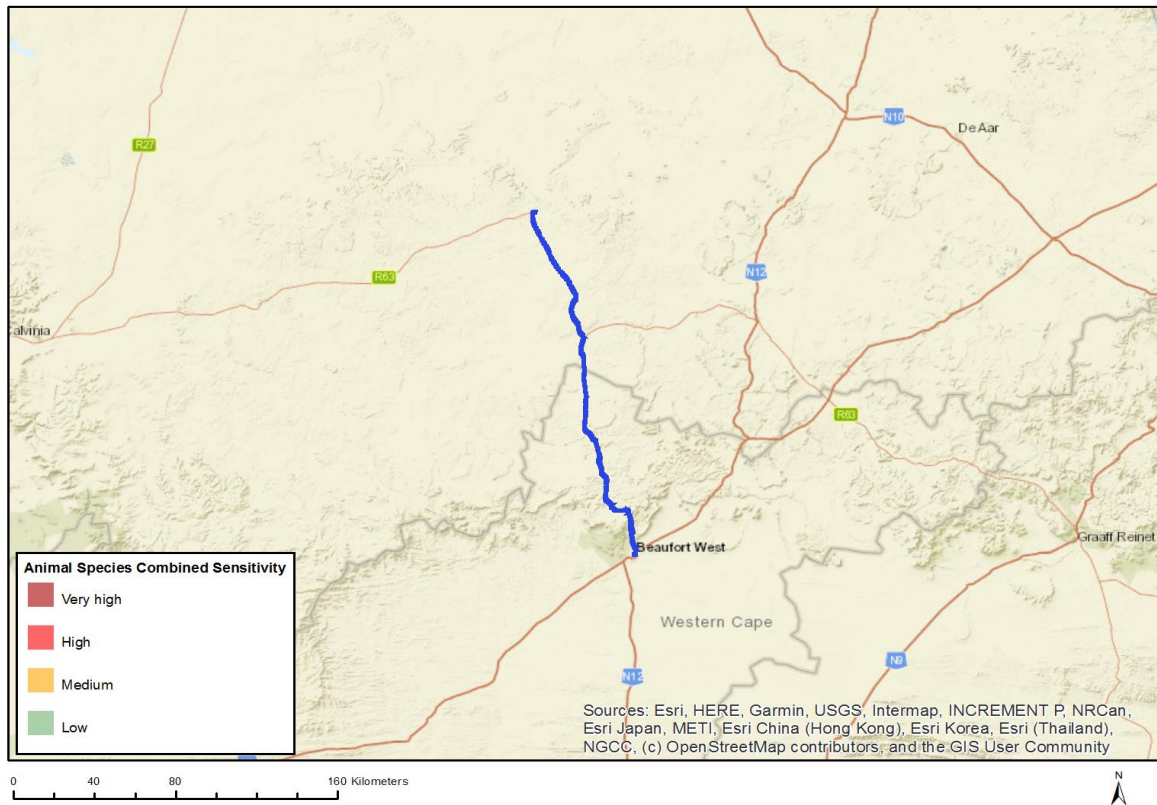 N10
De Aar
R27
N12
R63
alvinia
R63
Beaufort West
Graaff Reinet
Animal Species Combined Sensitivity
Very high
High
Medium
Low
Western Cape
N9
N12
Sources: Esri, HERE, Garmin, USGS, Intermap, INCREMENT P, NRCan,
Esri Japan, METI, Esri China (Hong Kong), Esri Korea, Esri (Thailand),
NGCC, (c) OpenStreetMap contributors, and the GIS User Community
0 40 80 160 Kilometers
N